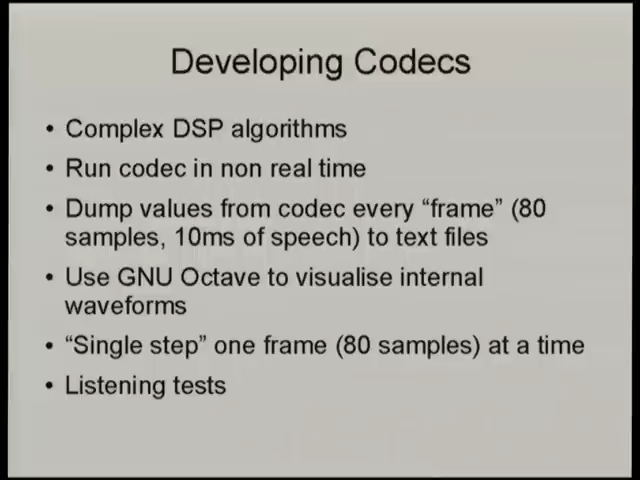 Developing Codecs
• Complex DSP algorithms
• Run codec in non real time
• Dump values from codec every “frame” (80
samples, 10ms of speech) to text files
• Use GNU Octave to visualise internal
waveforms
• “Single step” one frame (80 samples) at a time
• Listening tests